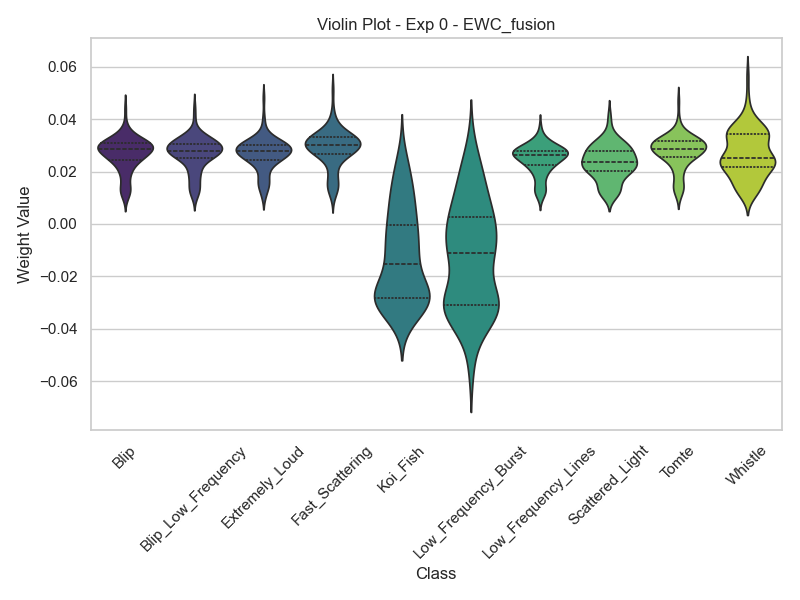 Violin Plot - Exp 0 - EWC_fusion
Weight Value
0.06
0.04
0.02
0.00
−0.02
−0.04
−0.06
Blip
Blip_Low_Frequency
Extremely_Loud
Fast_Scattering
Koi_Fish
Low_Frequency_Burst
Low_Frequency_Lines
Scattered_Light
Tomte
Whistle
Class